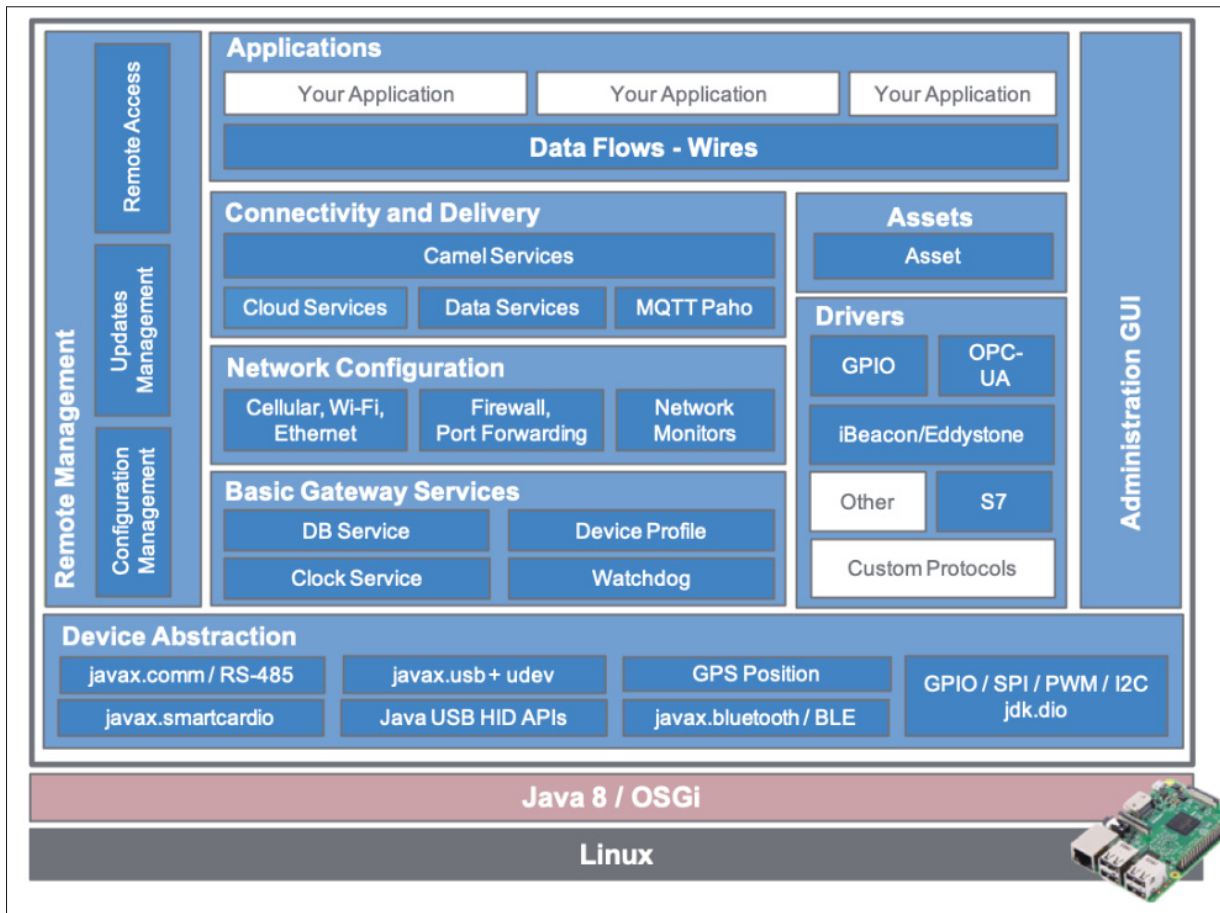 Remote Management
Remote Access
Updates
Management
Configuration
Management
Applications
Your Application
Your Application
Your Application
Data Flows - Wires
Connectivity and Delivery
Camel Services
Cloud Services
Data Services
MQTT Paho
Network Configuration
Cellular, Wi-Fi,
Ethernet
Firewall,
Port Forwarding
Network
Monitors
Basic Gateway Services
DB Service
Device Profile
Clock Service
Watchdog
Assets
Asset
Drivers
GPIO
OPC-
UA
iBeacon/Eddystone
Other
S7
Custom Protocols
Administration GUI
Device Abstraction
javax.comm / RS-485
javax.usb + udev
GPS Position
GPIO / SPI / PWM / I2C
jdk.dio
javax.smartcardio
Java USB HID APIs
javax.bluetooth / BLE
Java 8 / OSGi
Linux